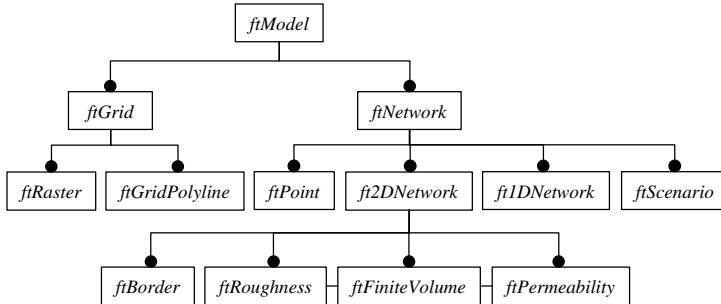 ftModel
ftGrid
ftNetwork
ftRaster
ftGridPolyline
ftPoint
ft2DNetwork
ft1DNetwork
ftScenario
ftBorder
ftRoughness
ftFiniteVolume
ftPermeability